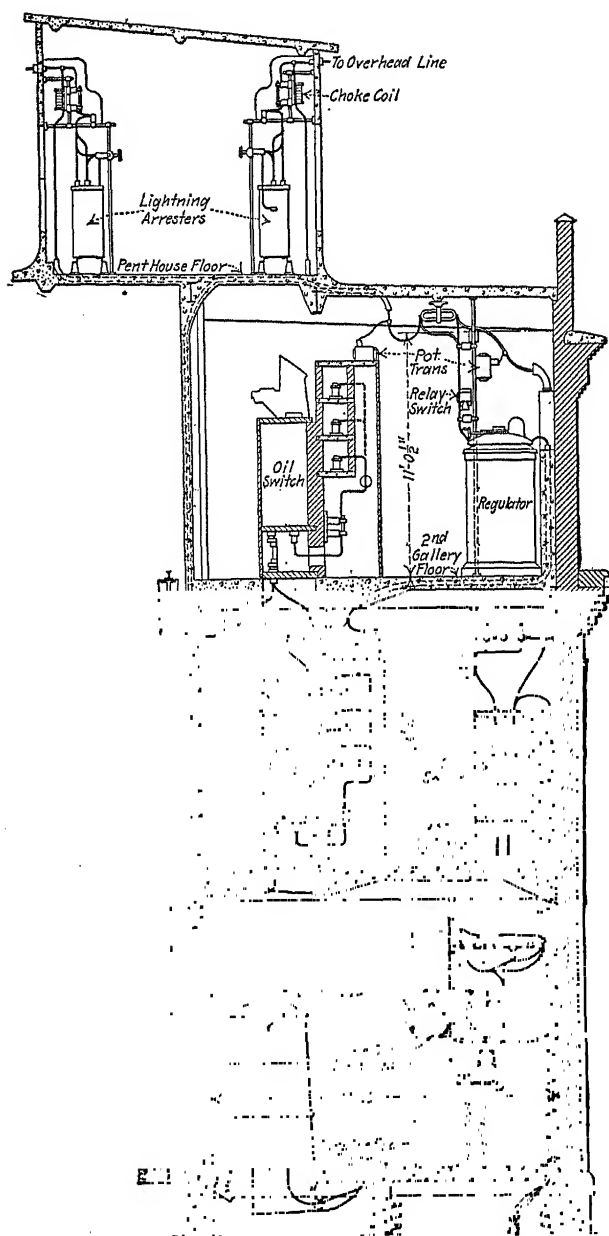 To Overhead Line
Choke Coil
Lightning
Arresters
Pent House Floor
Pot.
Trans
Relay
Switch
11'-0½"
Oil
Switch
Regulator
2nd
Gallery
Floor